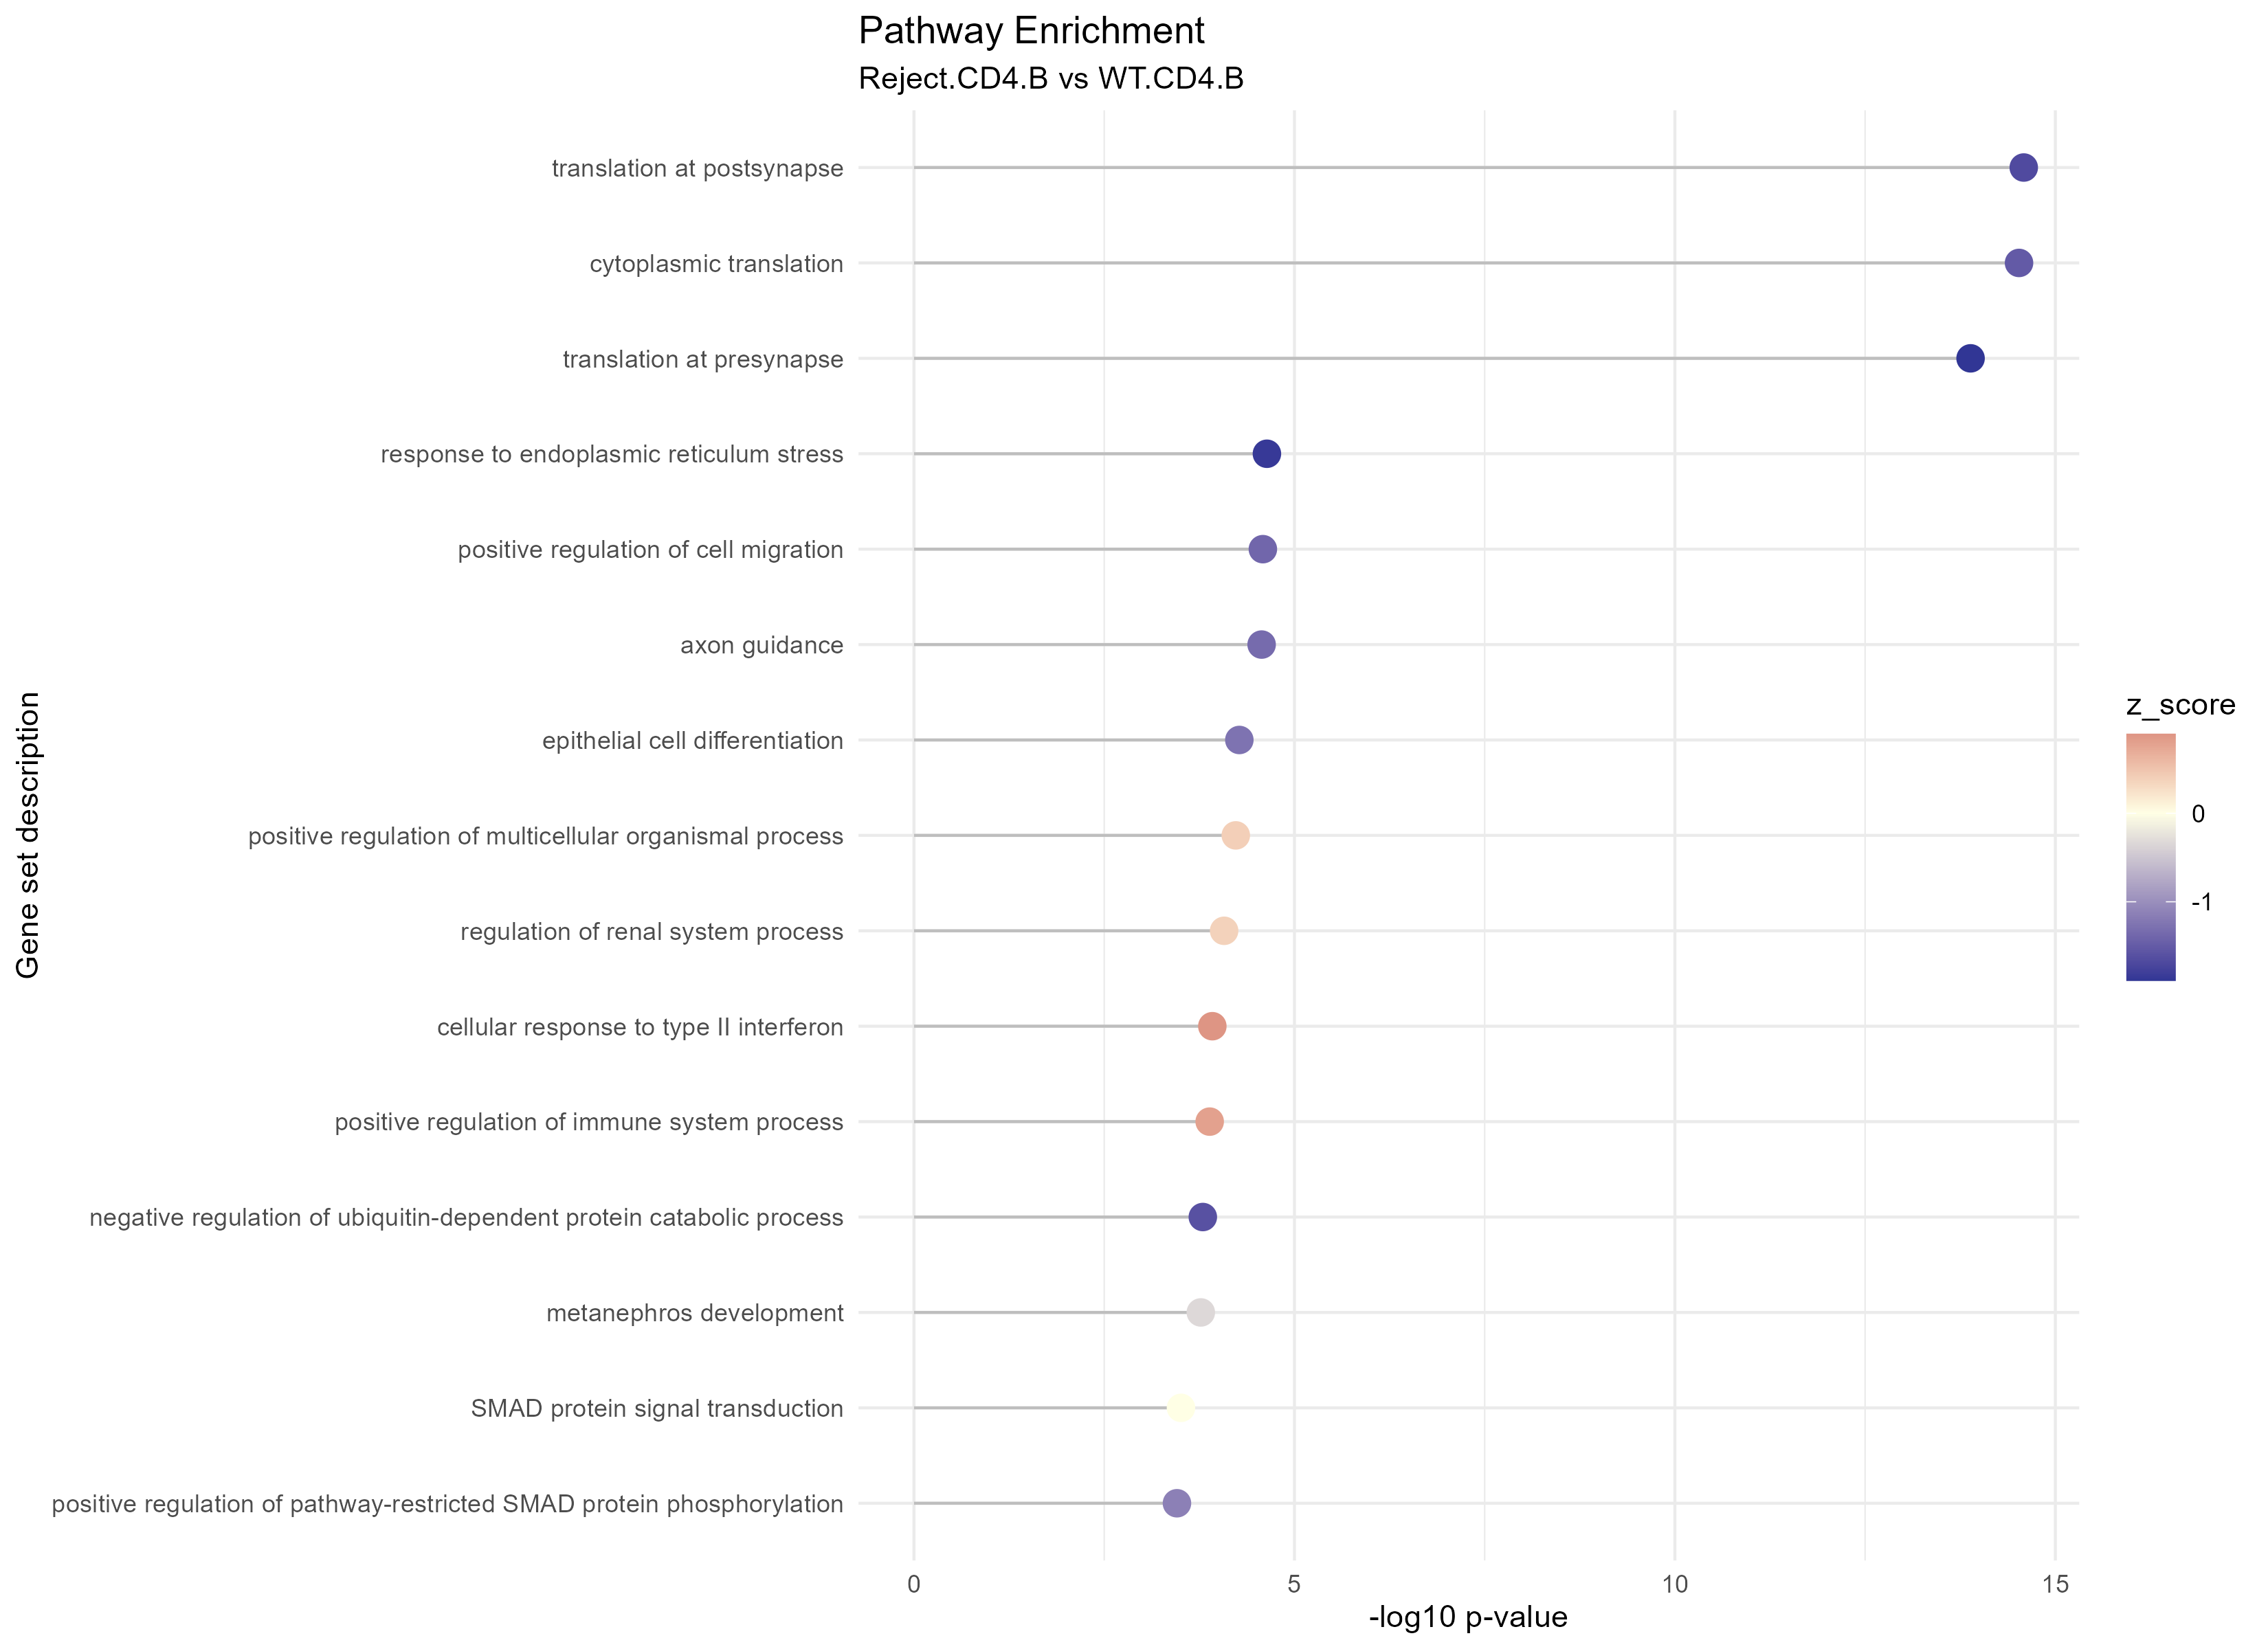 Pathway Enrichment
Reject.CD4.B vs WT.CD4.B
translation at postsynapse
cytoplasmic translation
translation at presynapse
response to endoplasmic reticulum stress
positive regulation of cell migration
axon guidance
epithelial cell differentiation
positive regulation of multicellular organismal process
regulation of renal system process
cellular response to type II interferon
positive regulation of immune system process
negative regulation of ubiquitin-dependent protein catabolic process
metanephros development
SMAD protein signal transduction
positive regulation of pathway-restricted SMAD protein phosphorylation
Gene set description
0 5 10 15
-log10 p-value
z_score
0
-1